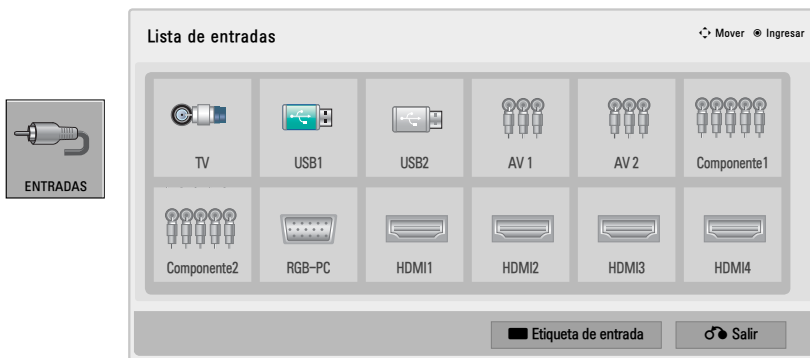 Lista de entradas
Mover Ingresar
ENTRADAS
TV USB1 USB2 AV 1 AV 2 Componente1
Componente2 RGB-PC HDMI1 HDMI2 HDMI3 HDMI4
Etiqueta de entrada Salir